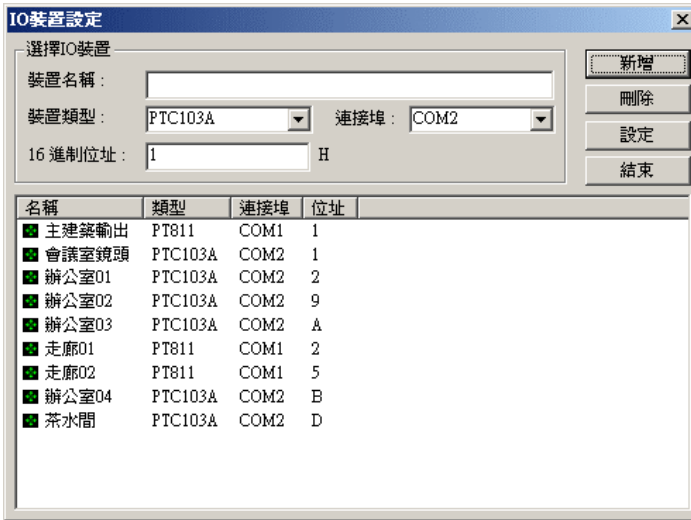 IO裝置設定
選擇IO裝置
裝置名稱：
新增
裝置類型： PTC103A 連接埠： COM2
刪除
設定
16 進制位址： 1 H
結束
名稱 類型 連接埠 位址
主建築輸出 PT811 COM1 1
會議室鏡頭 PTC103A COM2 1
辦公室01 PTC103A COM2 2
辦公室02 PTC103A COM2 9
辦公室03 PTC103A COM2 A
走廊01 PT811 COM1 2
走廊02 PT811 COM1 5
辦公室04 PTC103A COM2 B
茶水間 PTC103A COM2 D